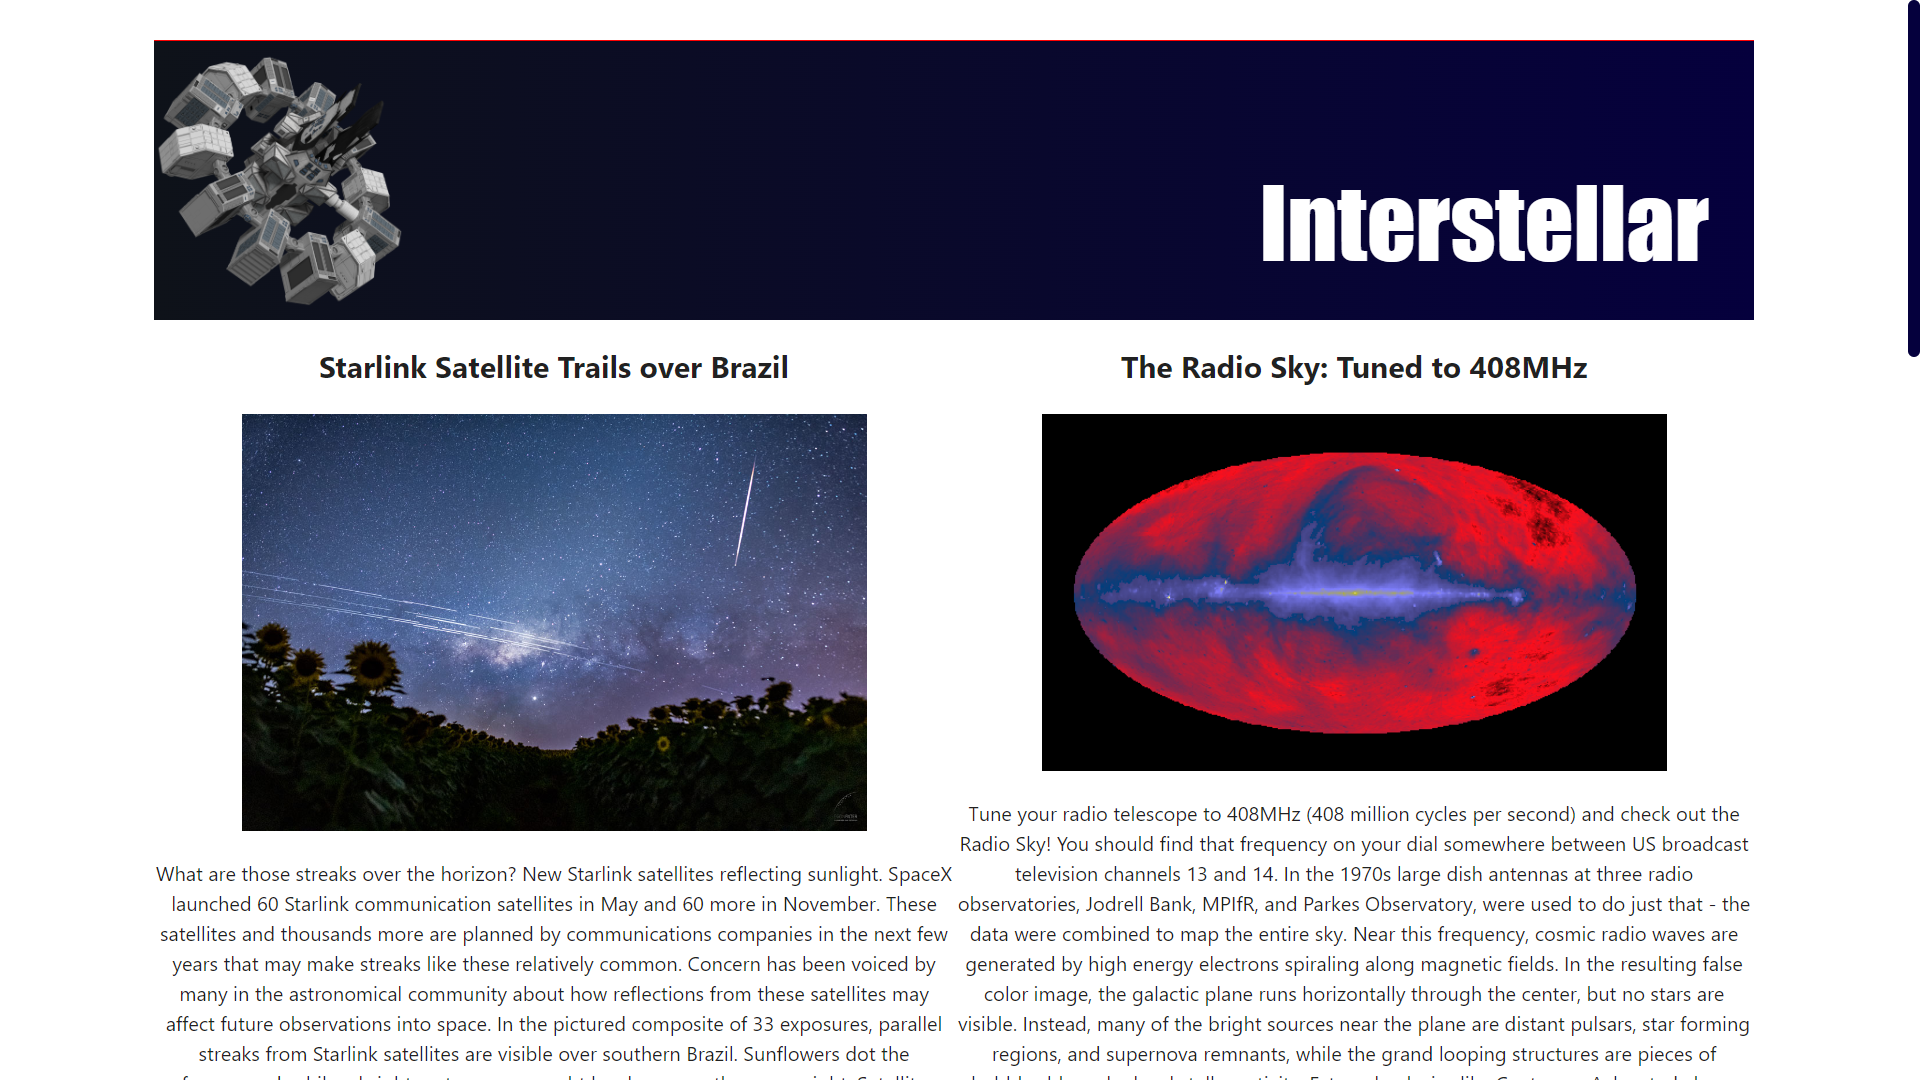 Interstellar
Starlink Satellite Trails over Brazil
What are those streaks over the horizon? New Starlink satellites reflecting sunlight. SpaceX
launched 60 Starlink communication satellites in May and 60 more in November. These
satellites and thousands more are planned by communications companies in the next few
years that may make streaks like these relatively common. Concern has been voiced by
many in the astronomical community about how reflections from these satellites may
affect future observations into space. In the pictured composite of 33 exposures, parallel
streaks from Starlink satellites are visible over southern Brazil. Sunflowers dot the
The Radio Sky: Tuned to 408MHz
Tune your radio telescope to 408MHz (408 million cycles per second) and check out the
Radio Sky! You should find that frequency on your dial somewhere between US broadcast
television channels 13 and 14. In the 1970s large dish antennas at three radio
observatories, Jodrell Bank, MPIfR, and Parkes Observatory, were used to do just that - the
data were combined to map the entire sky. Near this frequency, cosmic radio waves are
generated by high energy electrons spiraling along magnetic fields. In the resulting false
color image, the galactic plane runs horizontally through the center, but no stars are
visible. Instead, many of the bright sources near the plane are distant pulsars, star forming
regions, and supernova remnants, while the grand looping structures are pieces of